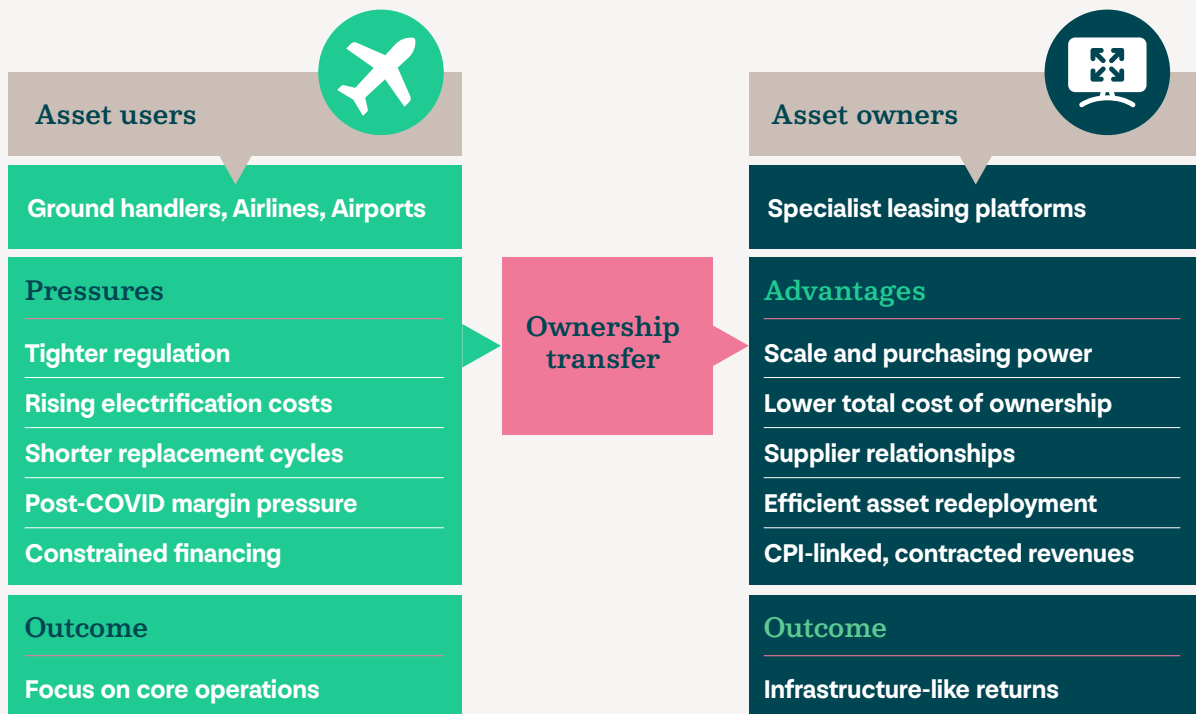 Asset users
Ground handlers, Airlines, Airports
Pressures
Tighter regulation
Rising electrification costs
Shorter replacement cycles
Post-COVID margin pressure
Constrained financing
Outcome
Focus on core operations
Ownership
transfer
Asset owners
Specialist leasing platforms
Advantages
Scale and purchasing power
Lower total cost of ownership
Supplier relationships
Efficient asset redeployment
CPI-linked, contracted revenues
Outcome
Infrastructure-like returns